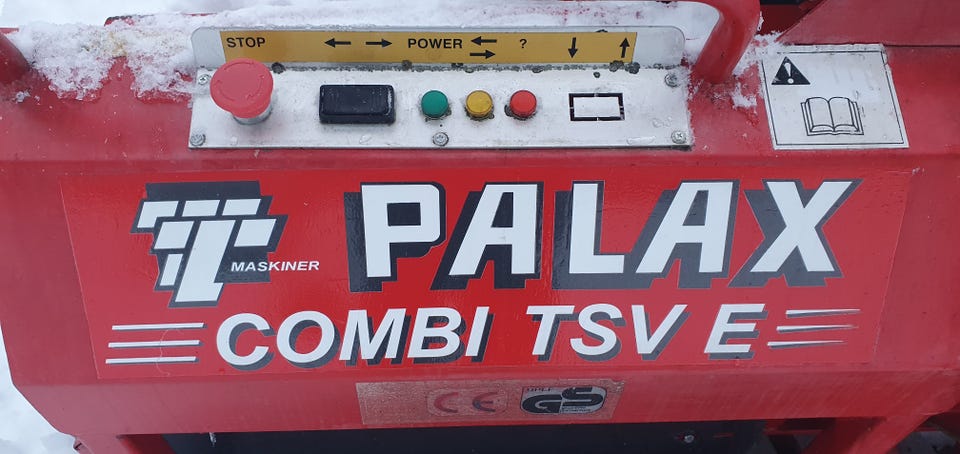 STOP ← → POWER ← → ? ↓ ↑
PALAX
MASKINER
COMBI TSV E
CE GS